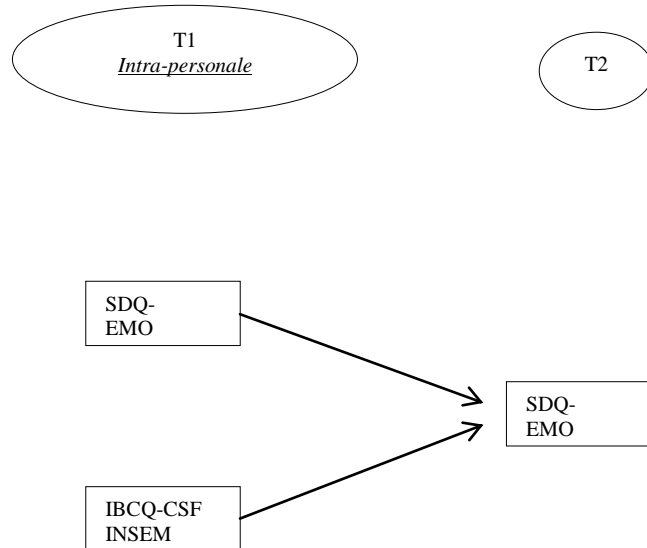 T1
Intra-personale
T2
SDQ-
EMO
SDQ-
EMO
IBCQ-CSF
INSEM